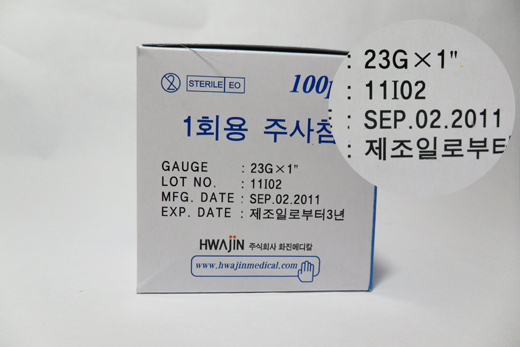 STERILE EO
100p
1회용 주사침
GAUGE : 23G×1"
LOT NO. : 11I02
MFG. DATE : SEP.02.2011
EXP. DATE : 제조일로부터3년
HWAJIN 주식회사 화진메디칼
www.hwajinmedical.com
: 23G×1"
: 11I02
: SEP.02.2011
: 제조일로부터